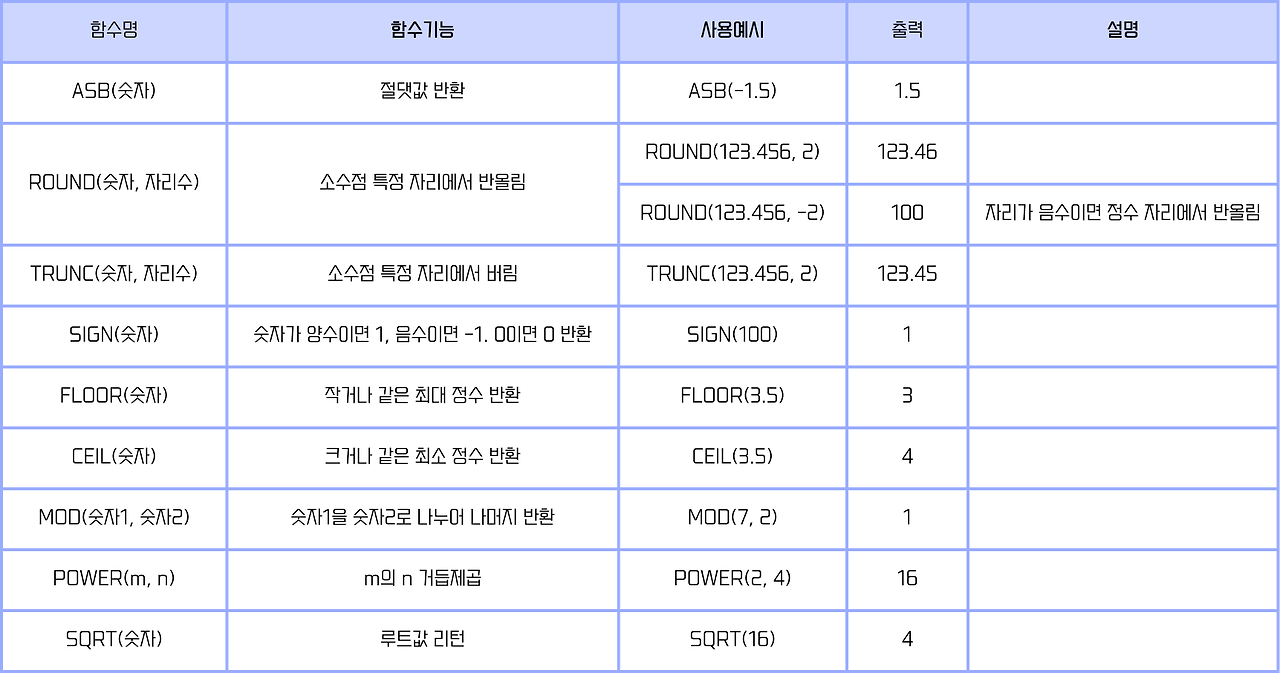 함수명 함수기능 사용예시 출력 설명
ASB(숫자) 절댓값 반환 ASB(-1.5) 1.5
ROUND(숫자, 자리수) 소수점 특정 자리에서 반올림 ROUND(123.456, 2) 123.46
ROUND(123.456, -2) 100 자리가 음수이면 정수 자리에서 반올림
TRUNC(숫자, 자리수) 소수점 특정 자리에서 버림 TRUNC(123.456, 2) 123.45
SIGN(숫자) 숫자가 양수이면 1, 음수이면 -1. 0이면 0 반환 SIGN(100) 1
FLOOR(숫자) 작거나 같은 최대 정수 반환 FLOOR(3.5) 3
CEIL(숫자) 크거나 같은 최소 정수 반환 CEIL(3.5) 4
MOD(숫자1, 숫자2) 숫자1을 숫자2로 나누어 나머지 반환 MOD(7, 2) 1
POWER(m, n) m의 n 거듭제곱 POWER(2, 4) 16
SQRT(숫자) 루트값 리턴 SQRT(16) 4